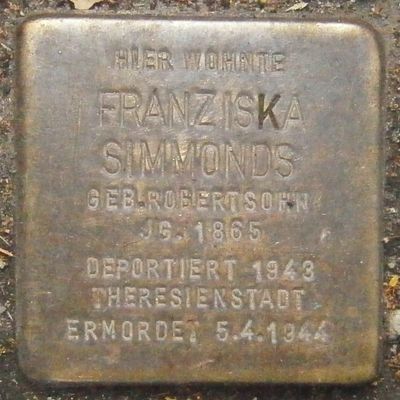 HIER WOHNTE
FRANZISKA
SIMMONDS
GEB. ROBERTSOHN
JG. 1865
DEPORTIERT 1943
THERESIENSTADT
ERMORDET 5.4.1944